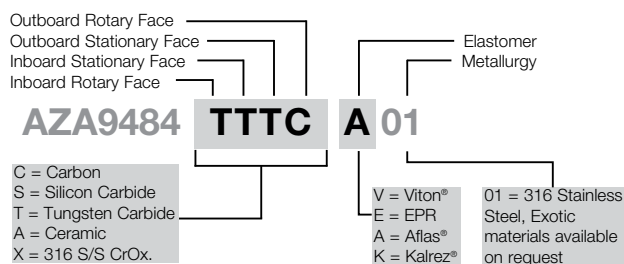 Outboard Rotary Face
Outboard Stationary Face
Inboard Stationary Face
Inboard Rotary Face
Elastomer
Metallurgy
AZA9484 TTTC A 01
C = Carbon
S = Silicon Carbide
T = Tungsten Carbide
A = Ceramic
X = 316 S/S CrOx.
V = Viton®
E = EPR
A = Aflas®
K = Kalrez®
01 = 316 Stainless
Steel, Exotic
materials available
on request